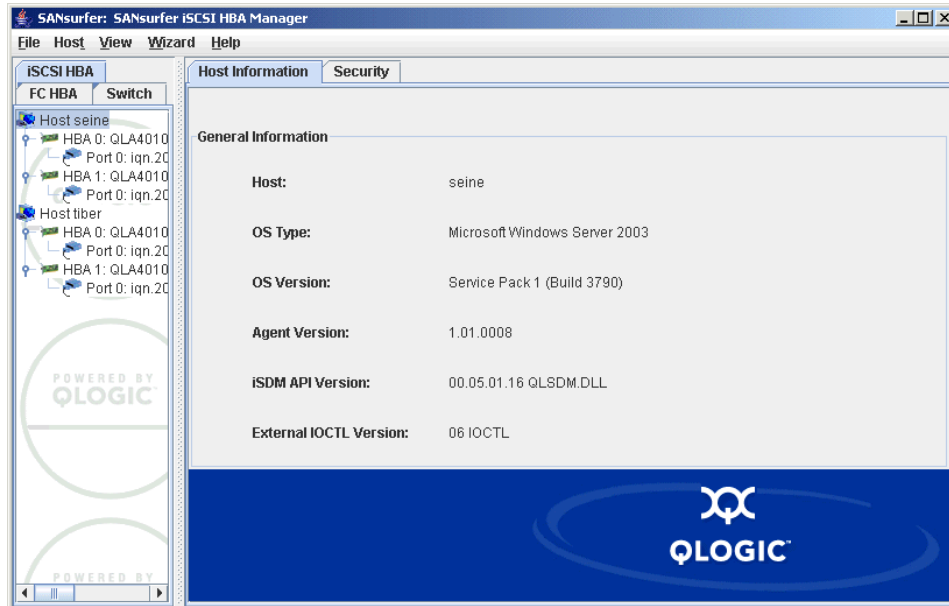 SANsurfer: SANsurfer iSCSI HBA Manager
File Host View Wizard Help
iSCSI HBA
FC HBA Switch
Host seine
HBA 0: QLA4010
Port 0: iqn.20
HBA 1: QLA4010
Port 0: iqn.20
Host tiber
HBA 0: QLA4010
Port 0: iqn.20
HBA 1: QLA4010
Port 0: iqn.20
POWERED BY
QLOGIC
POWERED BY
Host Information Security
General Information
Host: seine
OS Type: Microsoft Windows Server 2003
OS Version: Service Pack 1 (Build 3790)
Agent Version: 1.01.0008
iSDM API Version: 00.05.01.16 QLSDM.DLL
External IOCTL Version: 06 IOCTL
QLOGIC™